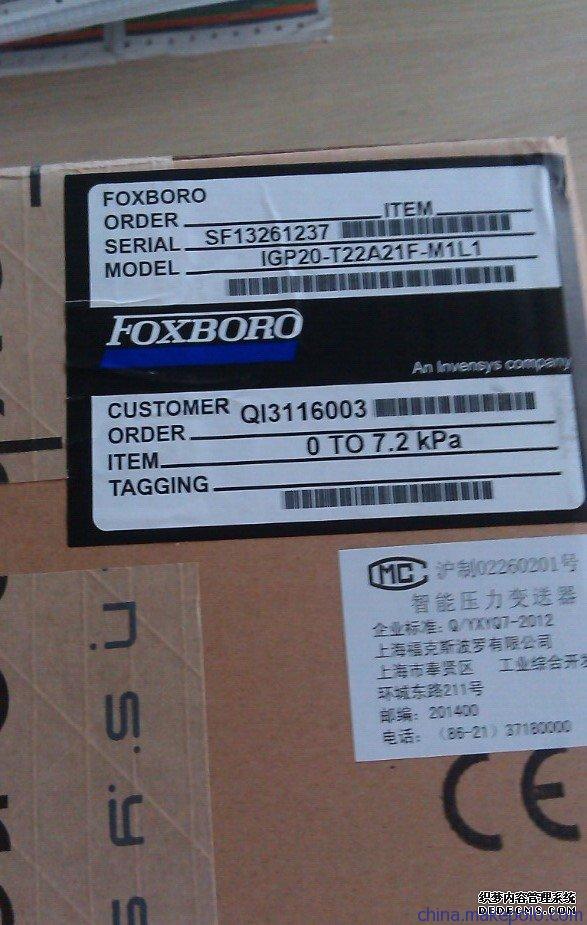 FOXBORO
ORDER ITEM
SERIAL SF13261237
MODEL IGP20-T22A21F-M1L1
FOXBORO
An Invensys company
CUSTOMER QI3116003
ORDER
ITEM 0 TO 7.2 kPa
TAGGING
MC 沪制02260201号
智能压力变送器
企业标准: Q/YXYQ7-2012
上海福克斯波罗有限公司
上海市奉贤区 工业综合开发
环城东路211号
邮编: 201400
电话: (86-21) 37180000
CE
织梦内容管理系统
DEDECMS.COM
china.makepolo.com